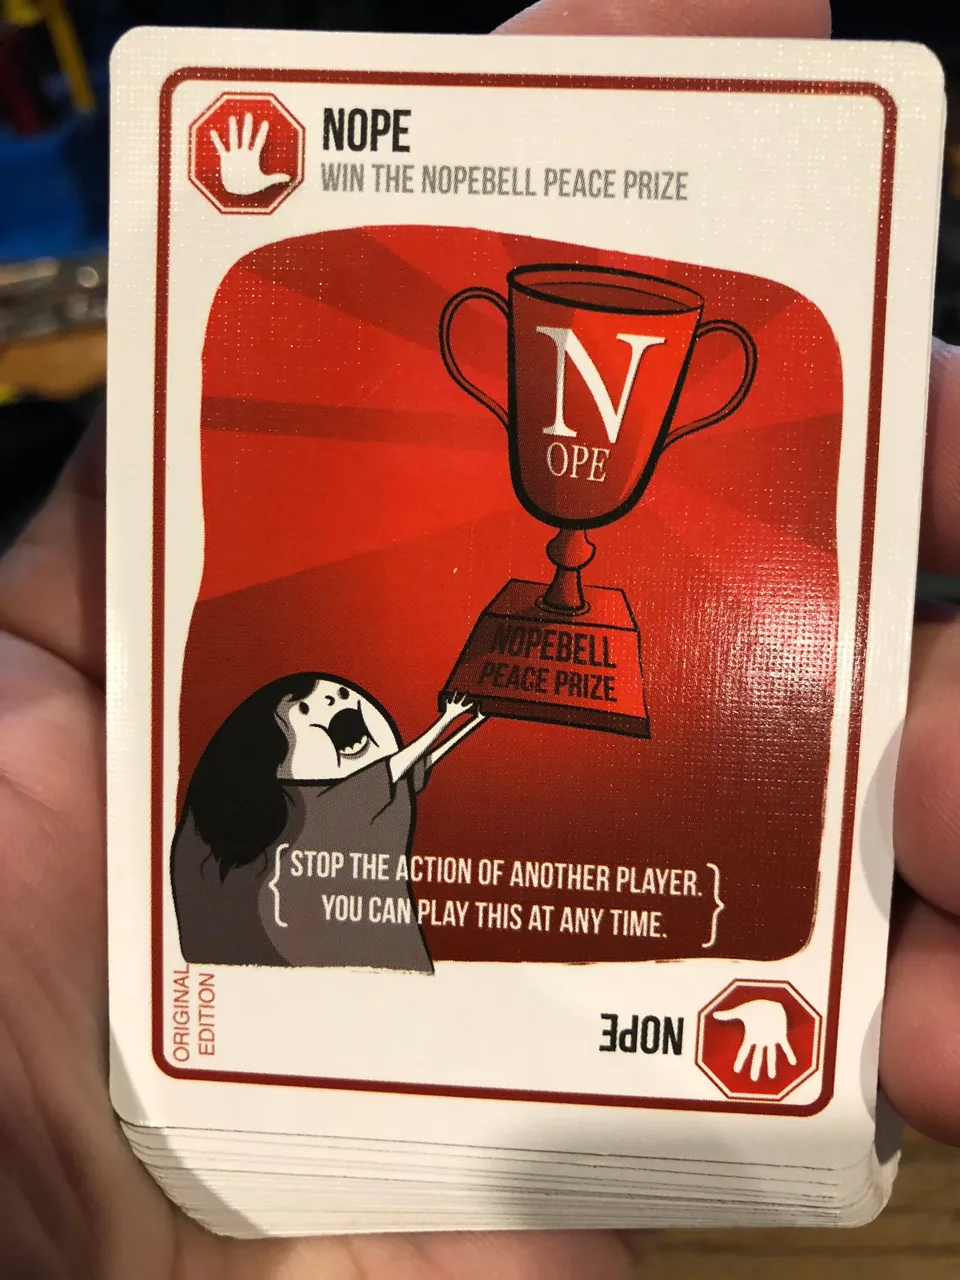 NOPE
WIN THE NOPEBELL PEACE PRIZE
N
OPE
NOPEBELL
PEACE PRIZE
{STOP THE ACTION OF ANOTHER PLAYER.
YOU CAN PLAY THIS AT ANY TIME.}
ORIGINAL
EDITION
NOPE